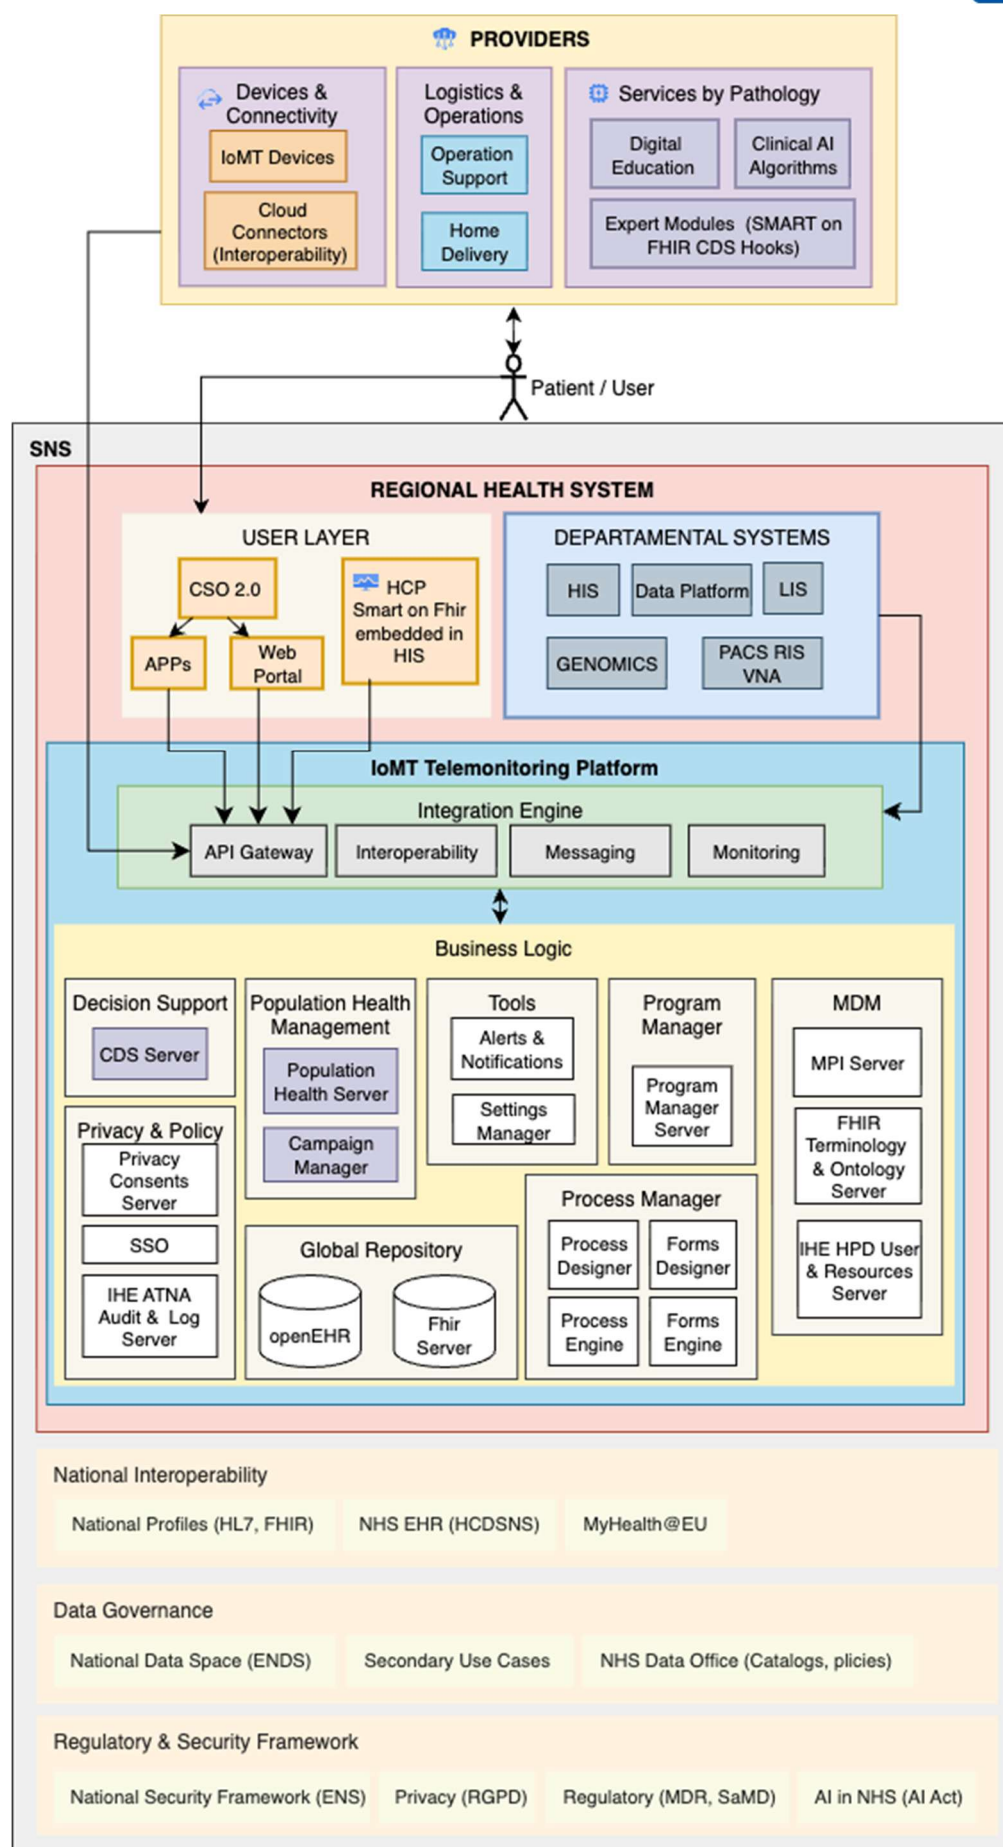 PROVIDERS
Devices &
Connectivity
IoMT Devices
Cloud
Connectors
(Interoperability)
Logistics &
Operations
Operation
Support
Home
Delivery
Services by Pathology
Digital
Education
Clinical AI
Algorithms
Expert Modules (SMART on
FHIR CDS Hooks)
Patient / User
SNS
REGIONAL HEALTH SYSTEM
USER LAYER
CSO 2.0
APPs
Web
Portal
HCP
Smart on Fhir
embedded in
HIS
DEPARTAMENTAL SYSTEMS
HIS
Data Platform
LIS
GENOMICS
PACS RIS
VNA
IoMT Telemonitoring Platform
Integration Engine
API Gateway
Interoperability
Messaging
Monitoring
Business Logic
Decision Support
CDS Server
Population Health
Management
Population
Health Server
Campaign
Manager
Tools
Alerts &
Notifications
Settings
Manager
Program
Manager
Program
Manager
Server
MDM
MPI Server
FHIR
Terminology
& Ontology
Server
IHE HPD User
& Resources
Server
Privacy & Policy
Privacy
Consents
Server
SSO
IHE ATNA
Audit & Log
Server
Global Repository
openEHR
Fhir
Server
Process Manager
Process
Designer
Forms
Designer
Process
Engine
Forms
Engine
National Interoperability
National Profiles (HL7, FHIR)
NHS EHR (HCDSNS)
MyHealth@EU
Data Governance
National Data Space (ENDS)
Secondary Use Cases
NHS Data Office (Catalogs, plicies)
Regulatory & Security Framework
National Security Framework (ENS)
Privacy (RGPD)
Regulatory (MDR, SaMD)
AI in NHS (AI Act)